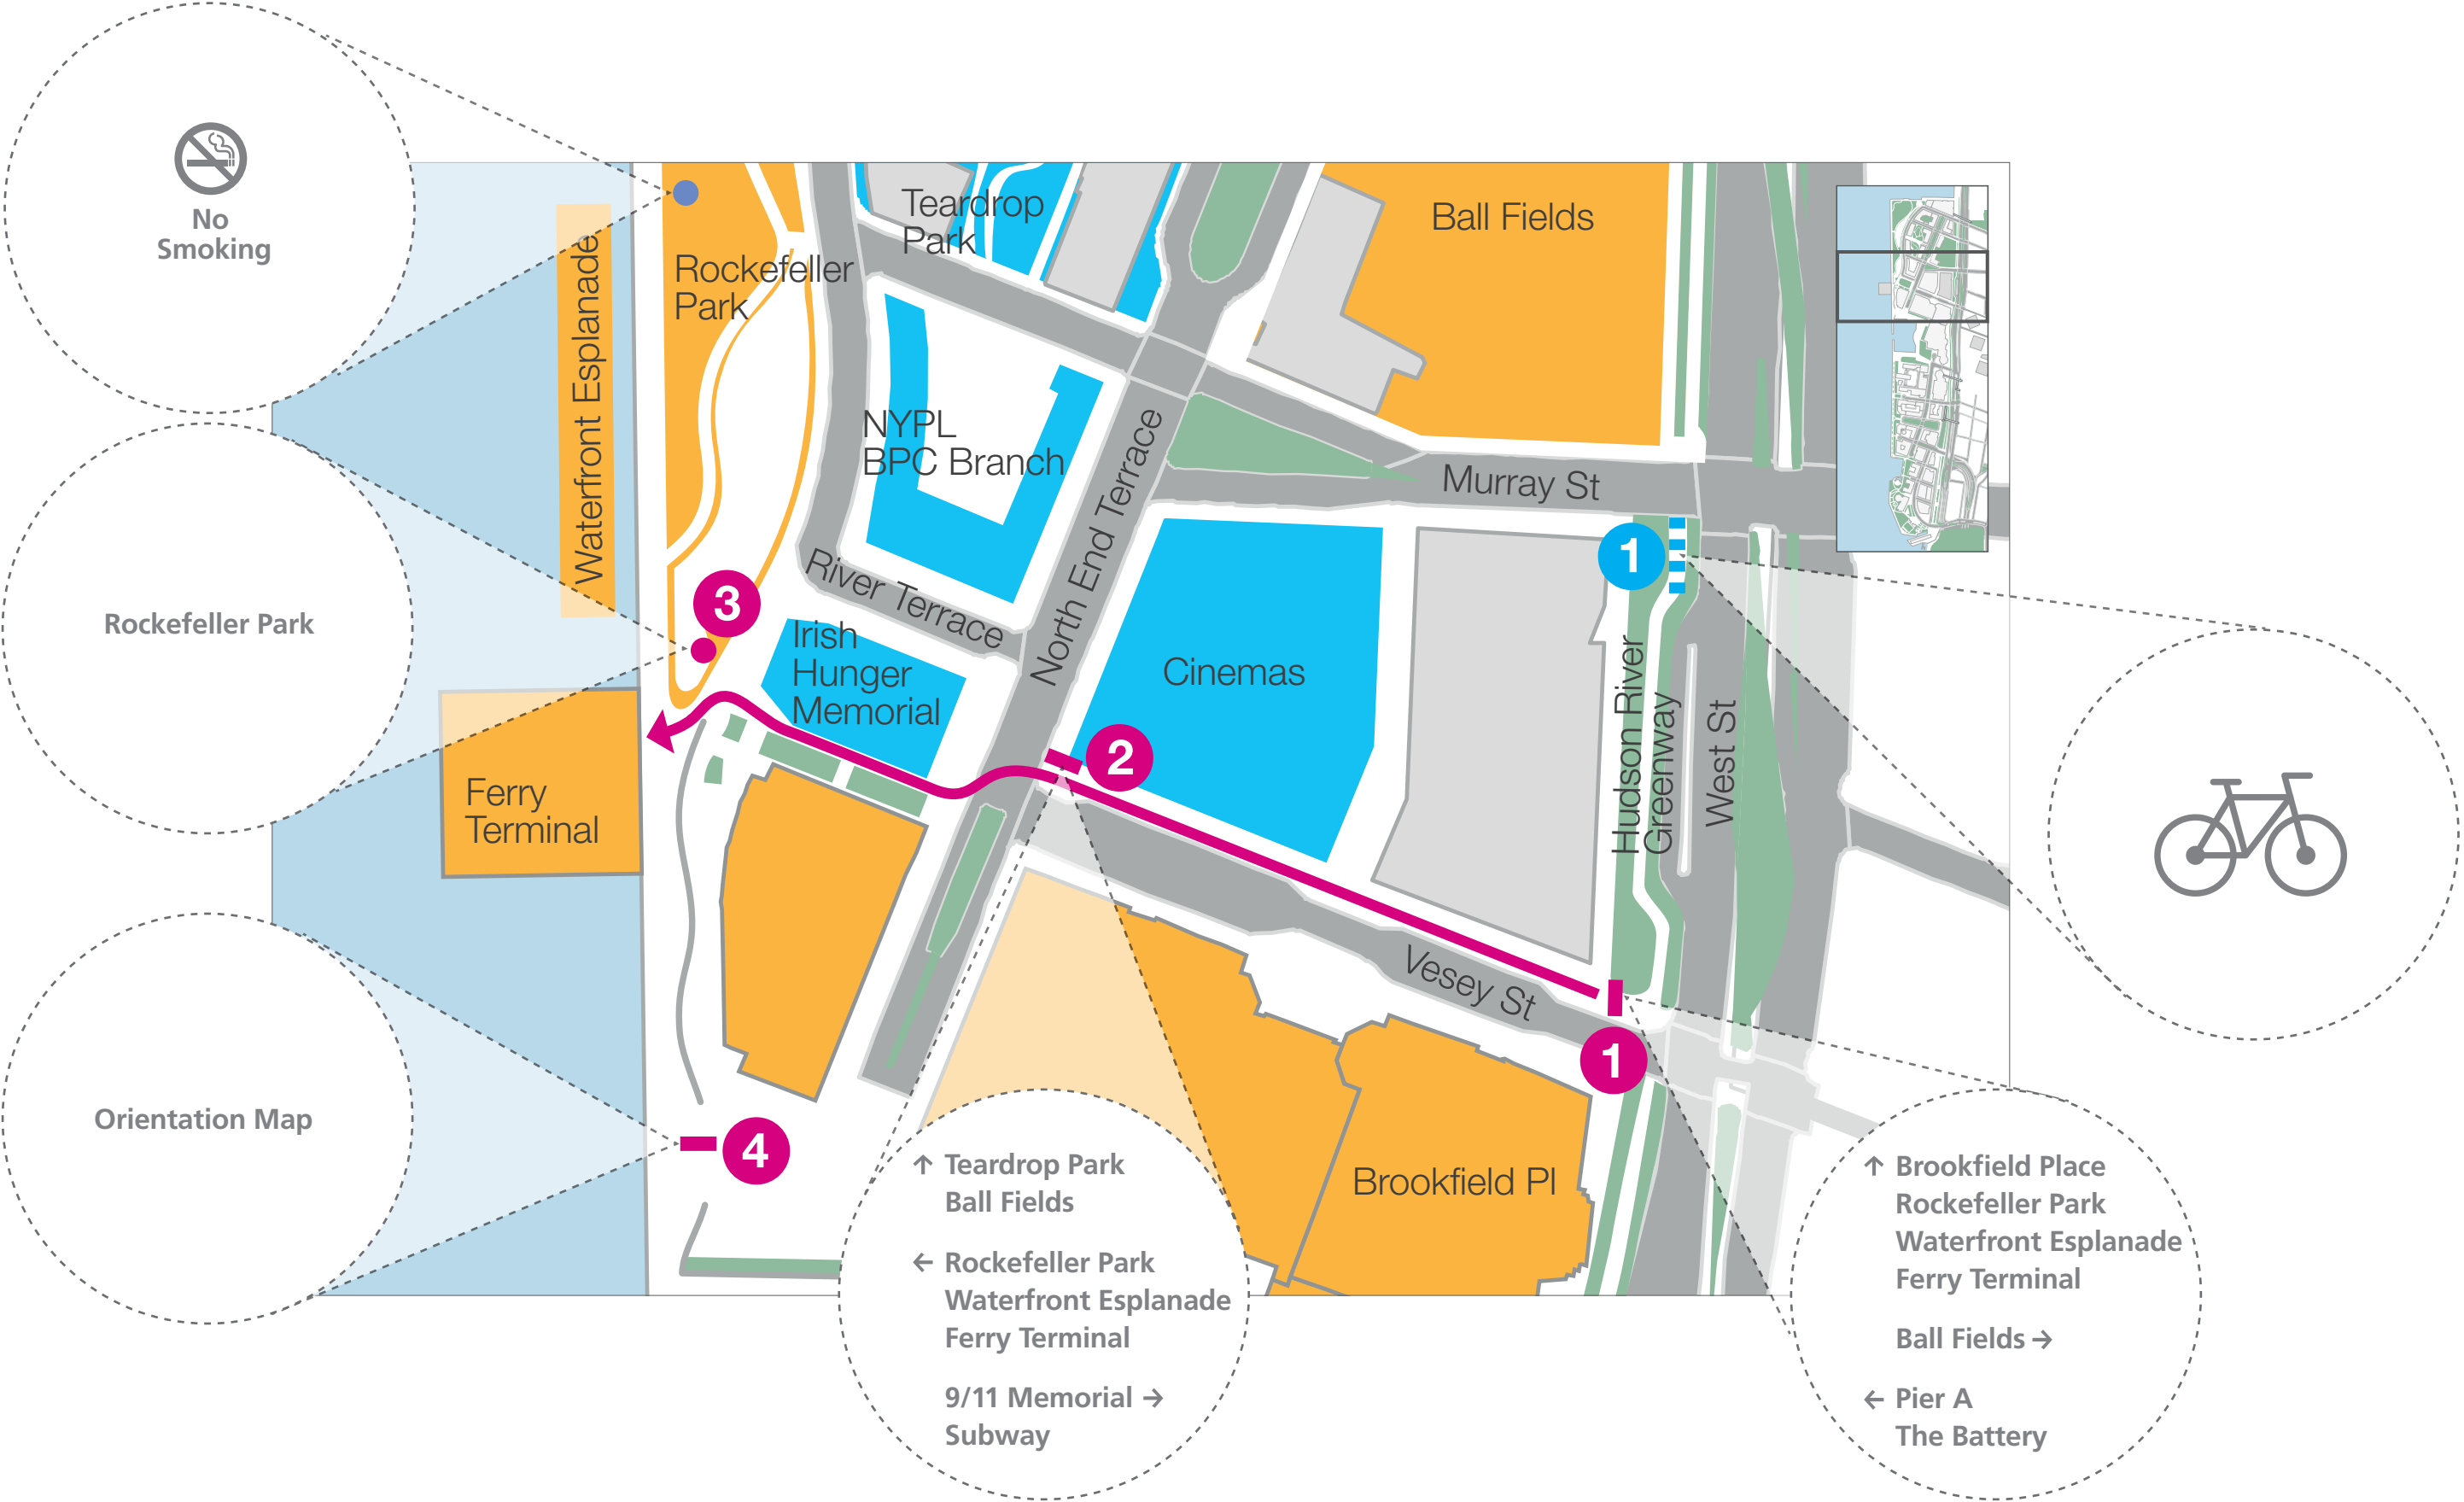 No
Smoking
Rockefeller Park
Orientation Map
Waterfront Esplanade
Rockefeller
Park
Teardrop
Park
Ball Fields
NYPL
BPC Branch
North End Terrace
Murray St
River Terrace
3
Irish
Hunger
Memorial
Cinemas
2
1
Hudson River
Greenway
West St
Ferry
Terminal
Vesey St
1
Brookfield Pl
4
↑ Teardrop Park
Ball Fields
← Rockefeller Park
Waterfront Esplanade
Ferry Terminal
9/11 Memorial →
Subway
↑ Brookfield Place
Rockefeller Park
Waterfront Esplanade
Ferry Terminal
Ball Fields →
← Pier A
The Battery